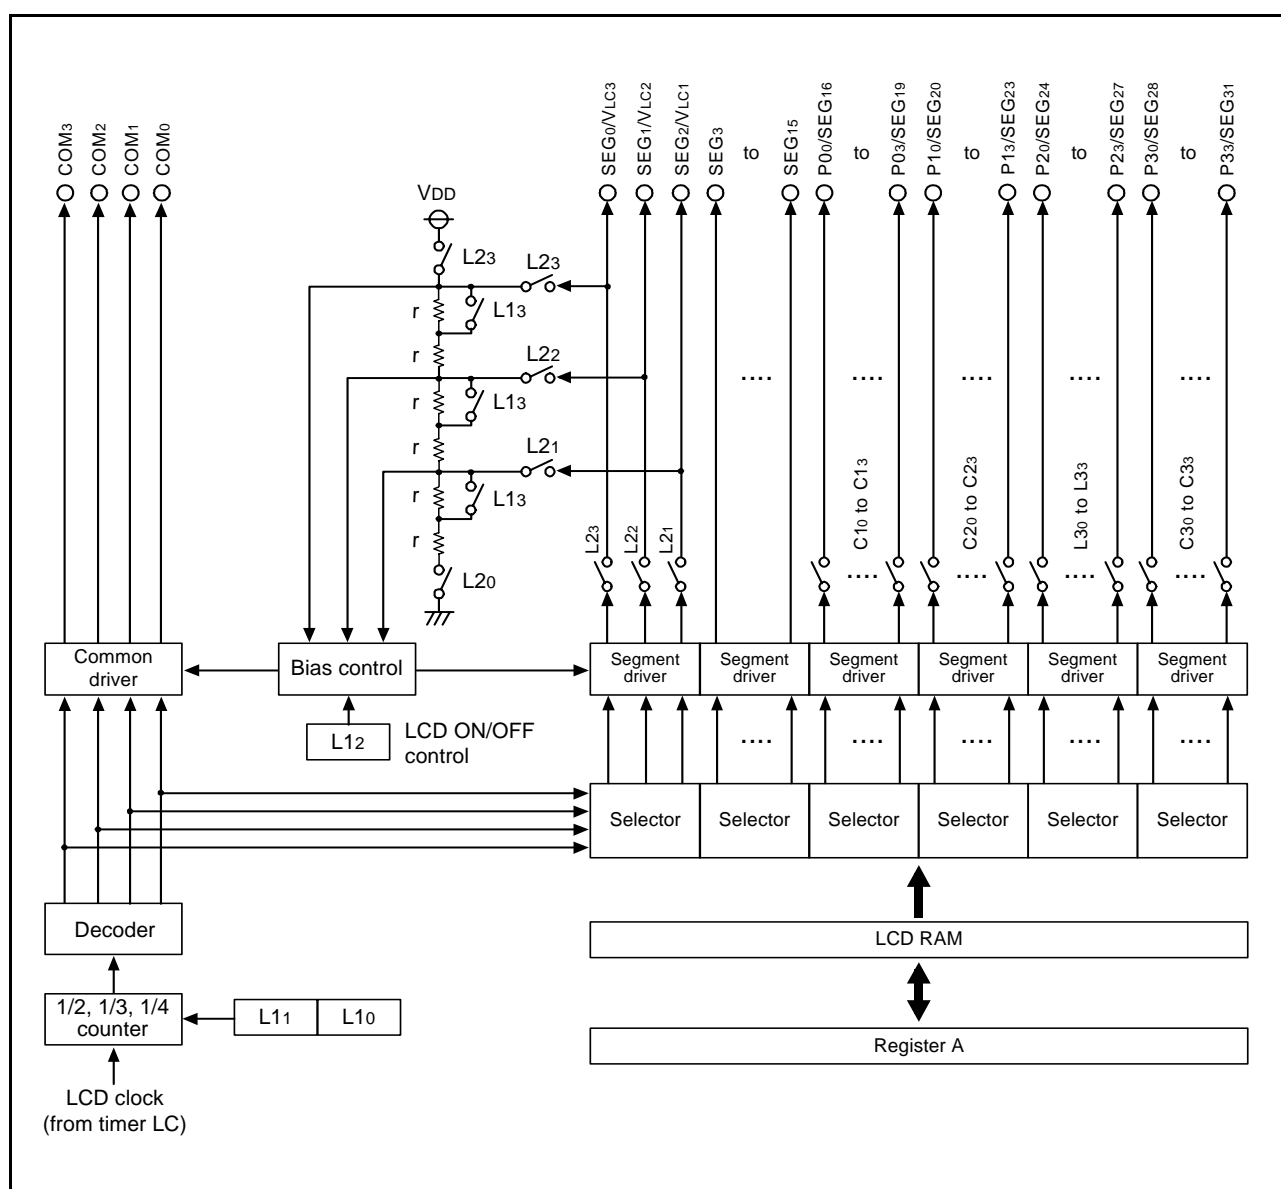 COM3
COM2
COM1
COM0
SEG0/VLC3
SEG1/VLC2
SEG2/VLC1
SEG3
to
SEG15
P00/SEG16
to
P03/SEG19
P10/SEG20
to
P13/SEG23
P20/SEG24
to
P23/SEG27
P30/SEG28
to
P33/SEG31
VDD
L23
L23
r
L13
r
L22
r
L13
r
L21
r
L13
r
L20
....
....
....
....
....
C10 to C13
C20 to C23
L30 to L33
C30 to C33
L23
L22
L21
....
....
....
....
Common
driver
Bias control
Segment
driver
Segment
driver
Segment
driver
Segment
driver
Segment
driver
Segment
driver
L12
LCD ON/OFF
control
....
....
....
....
....
Selector
Selector
Selector
Selector
Selector
Selector
Decoder
LCD RAM
1/2, 1/3, 1/4
counter
L11
L10
Register A
LCD clock
(from timer LC)